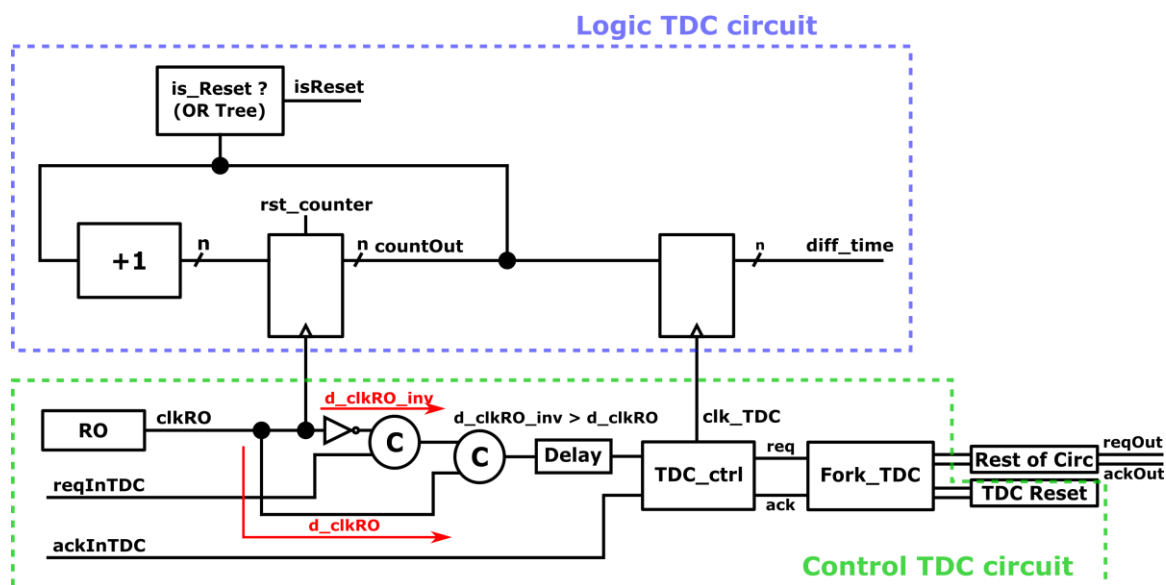 Logic TDC circuit
is_Reset ?
(OR Tree)
isReset
rst_counter
+1
n
n
countOut
n
diff_time
d_clkRO_inv
RO
clkRO
d_clkRO_inv > d_clkRO
clk_TDC
C
C
Delay
TDC_ctrl
req
ack
Fork_TDC
Rest of Circ
reqOut
ackOut
TDC Reset
reqInTDC
d_clkRO
ackInTDC
Control TDC circuit